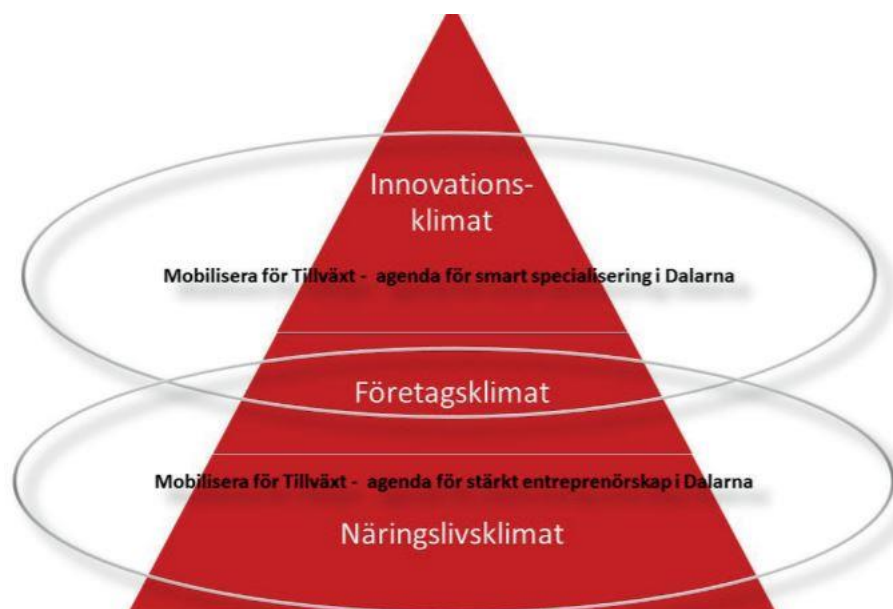 Innovations-
klimat
Mobilisera för Tillväxt - agenda för smart specialisering i Dalarna
Företagsklimat
Mobilisera för Tillväxt - agenda för stärkt entreprenörskap i Dalarna
Näringslivsklimat